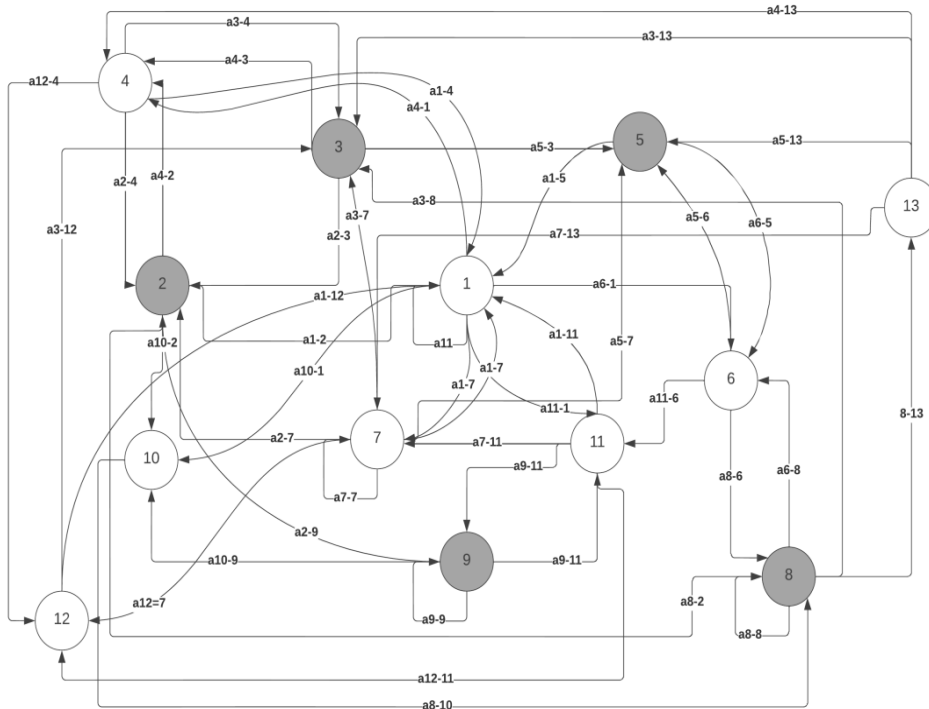 a4-13
a3-4
a3-13
a4-3
a12-4
4
a1-4
a4-1
3
a5-3
5
a5-13
a1-5
a2-4
a4-2
a3-8
13
a3-7
a5-6
a6-5
a3-12
a2-3
a7-13
2
1
a6-1
a1-12
a10-2
a1-2
a11
a1-11
a5-7
a10-1
a1-7
a1-7
6
a11-6
a11-1
8-13
a2-7
7
a7-11
11
10
a9-11
a8-6
a6-8
a7-7
a2-9
a10-9
9
a9-11
8
a12=7
a8-2
12
a9-9
a8-8
a12-11
a8-10